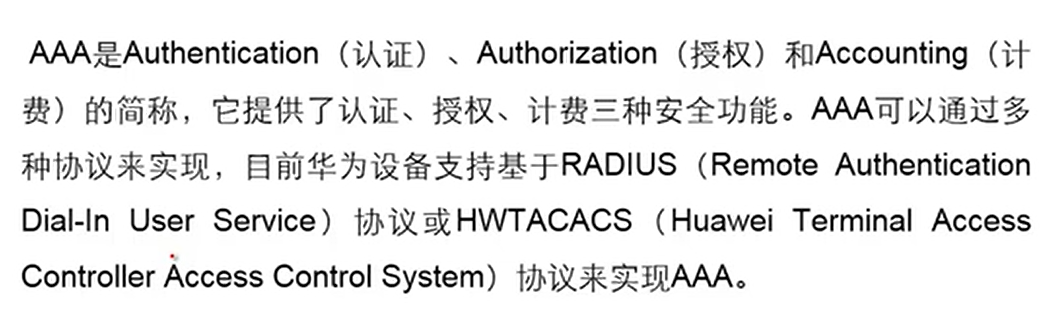 AAA是Authentication（认证）、Authorization（授权）和Accounting（计
费）的简称，它提供了认证、授权、计费三种安全功能。AAA可以通过多
种协议来实现，目前华为设备支持基于RADIUS（Remote Authentication
Dial-In User Service）协议或HWTACACS（Huawei Terminal Access
Controller Access Control System）协议来实现AAA。